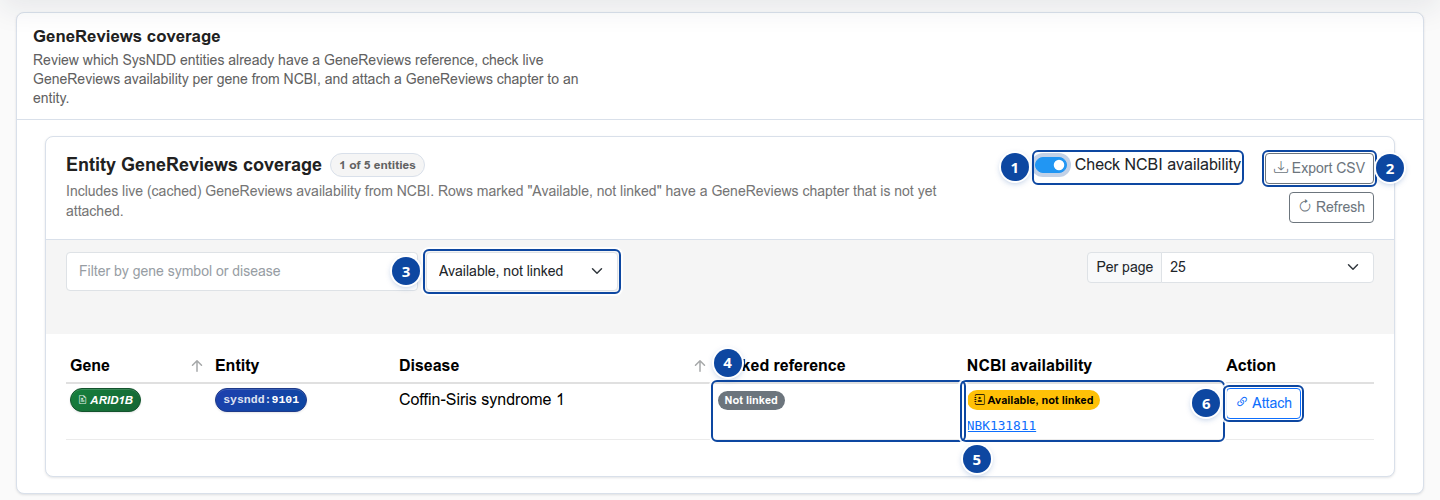 GeneReviews coverage
Review which SysNDD entities already have a GeneReviews reference, check live
GeneReviews availability per gene from NCBI, and attach a GeneReviews chapter to an
entity.
Entity GeneReviews coverage 1 of 5 entities
1 Check NCBI availability Export CSV 2
Includes live (cached) GeneReviews availability from NCBI. Rows marked "Available, not linked" have a GeneReviews chapter that is not yet
attached.
Refresh
Filter by gene symbol or disease 3 Available, not linked Per page 25
Gene Entity Disease 4 ked reference NCBI availability Action
ARID1B sysndd:9101 Coffin-Siris syndrome 1 Not linked Available, not linked 6 Attach
NBK131811
5